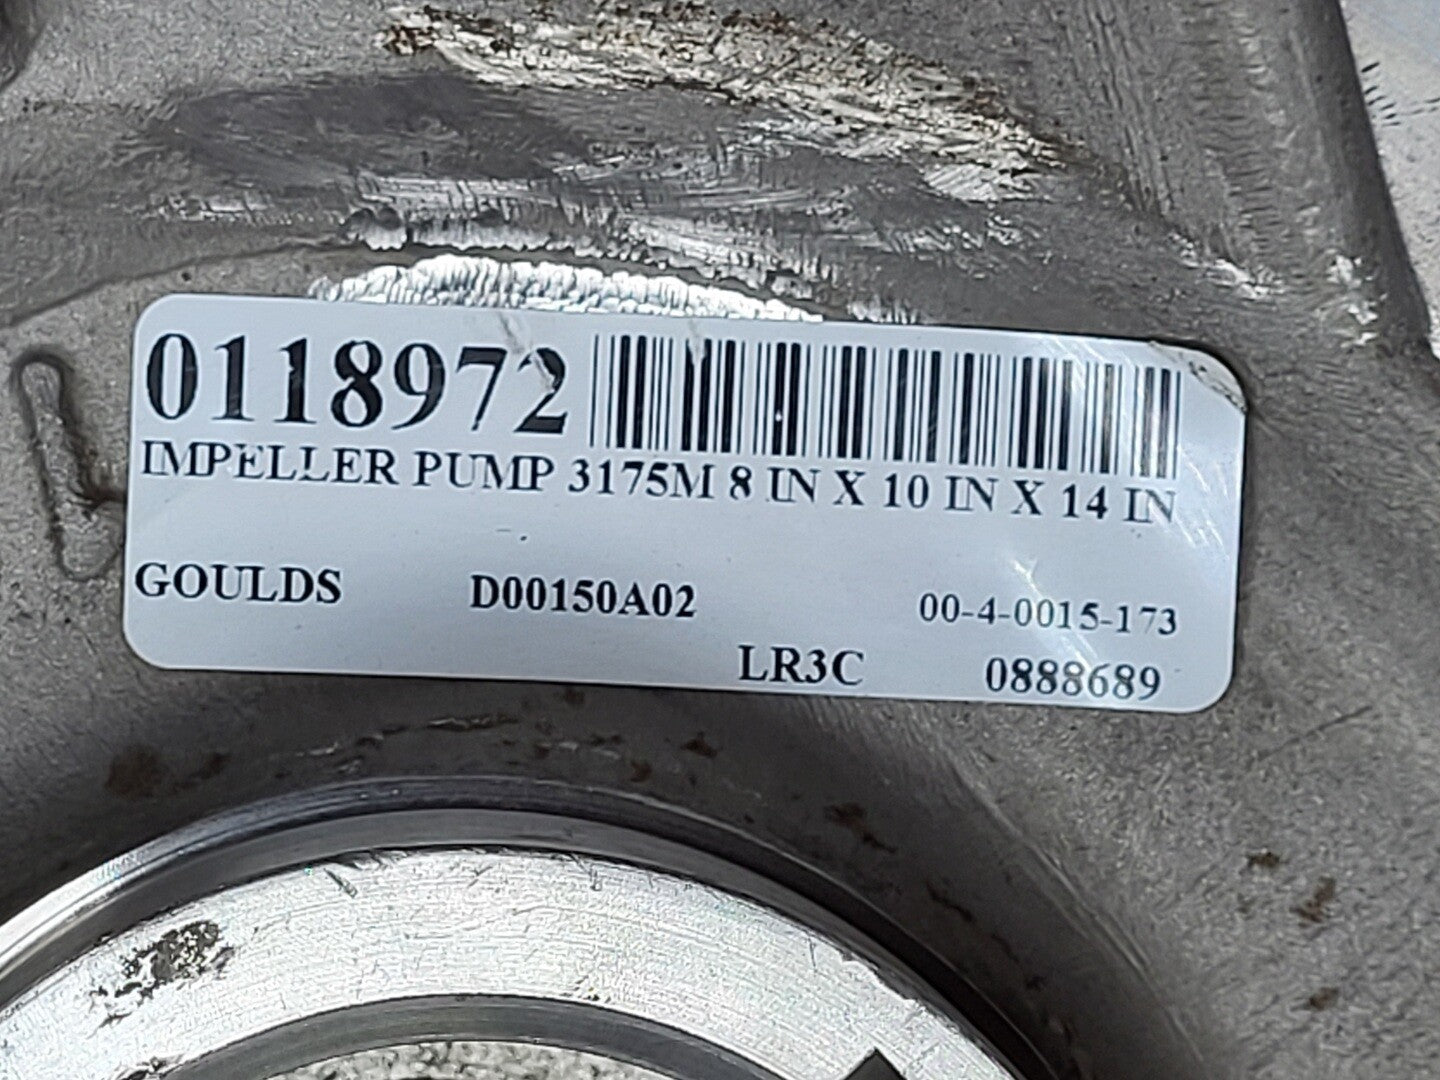 0118972
IMPELLER PUMP 3175M 8 IN X 10 IN X 14 IN
GOULDS D00150A02 00-4-0015-173
LR3C 0888689